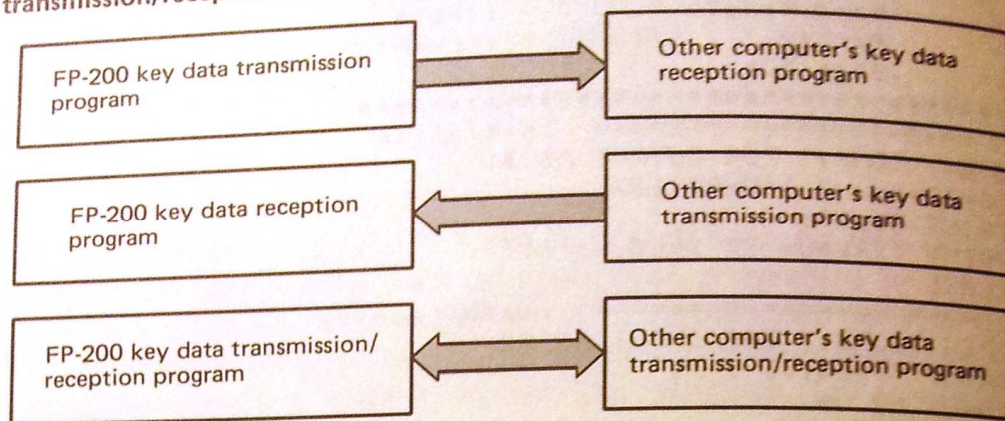 FP-200 key data transmission
program
Other computer's key data
reception program
FP-200 key data reception
program
Other computer's key data
transmission program
FP-200 key data transmission/
reception program
Other computer's key data
transmission/reception program